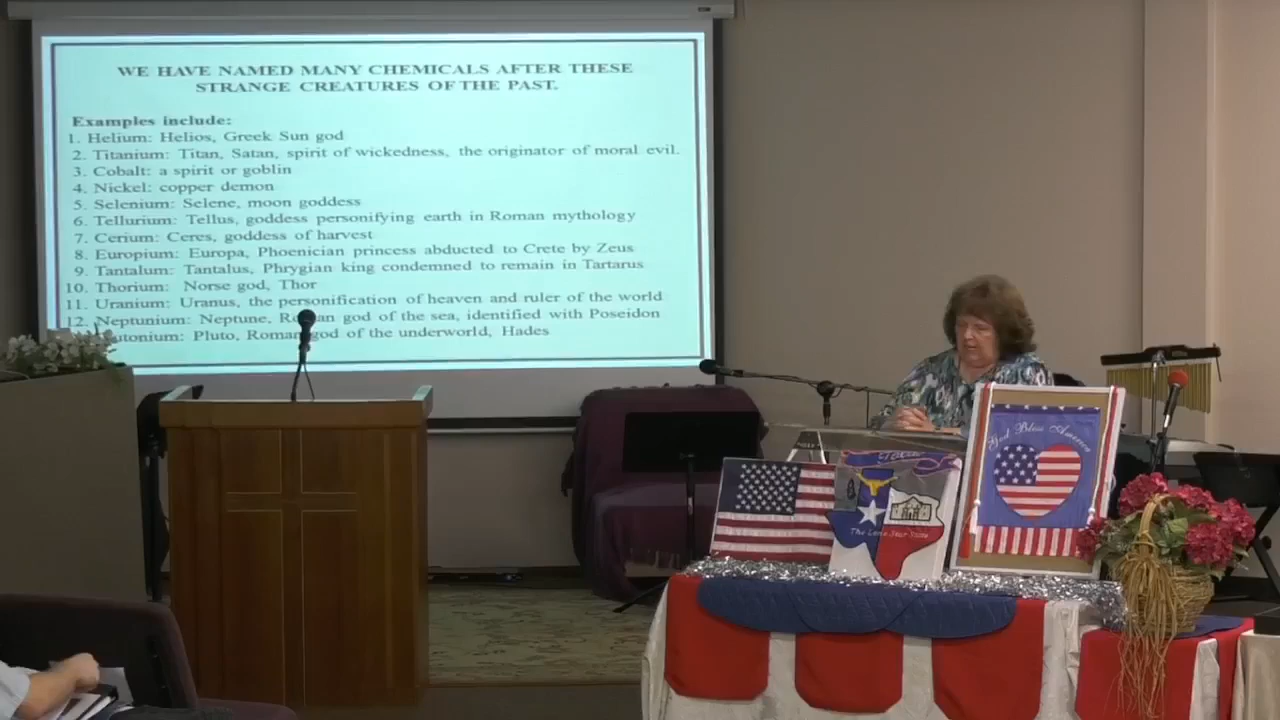 WE HAVE NAMED MANY CHEMICALS AFTER THESE
STRANGE CREATURES OF THE PAST.
Examples include:
1. Helium: Helios, Greek Sun god
2. Titanium: Titan, Satan, spirit of wickedness, the originator of moral evil.
3. Cobalt: a spirit or goblin
4. Nickel: copper demon
5. Selenium: Selene, moon goddess
6. Tellurium: Tellus, goddess personifying earth in Roman mythology
7. Cerium: Ceres, goddess of harvest
8. Europium: Europa, Phoenician princess abducted to Crete by Zeus
9. Tantalum: Tantalus, Phrygian king condemned to remain in Tartarus
10. Thorium: Norse god, Thor
11. Uranium: Uranus, the personification of heaven and ruler of the world
12. Neptunium: Neptune, god of the sea, identified with Poseidon
Pluto, Roman god of the underworld, Hades
God Bless America
Texas
The Lone Star State